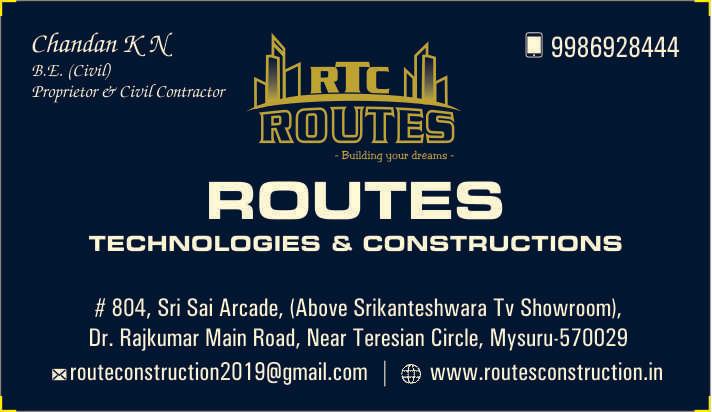 Chandan K N
B.E. (Civil)
Proprietor & Civil Contractor
9986928444
RTC
ROUTES
- Building your dreams -
ROUTES
TECHNOLOGIES & CONSTRUCTIONS
# 804, Sri Sai Arcade, (Above Srikanteshwara Tv Showroom),
Dr. Rajkumar Main Road, Near Teresian Circle, Mysuru-570029
routeconstruction2019@gmail.com | www.routesconstruction.in